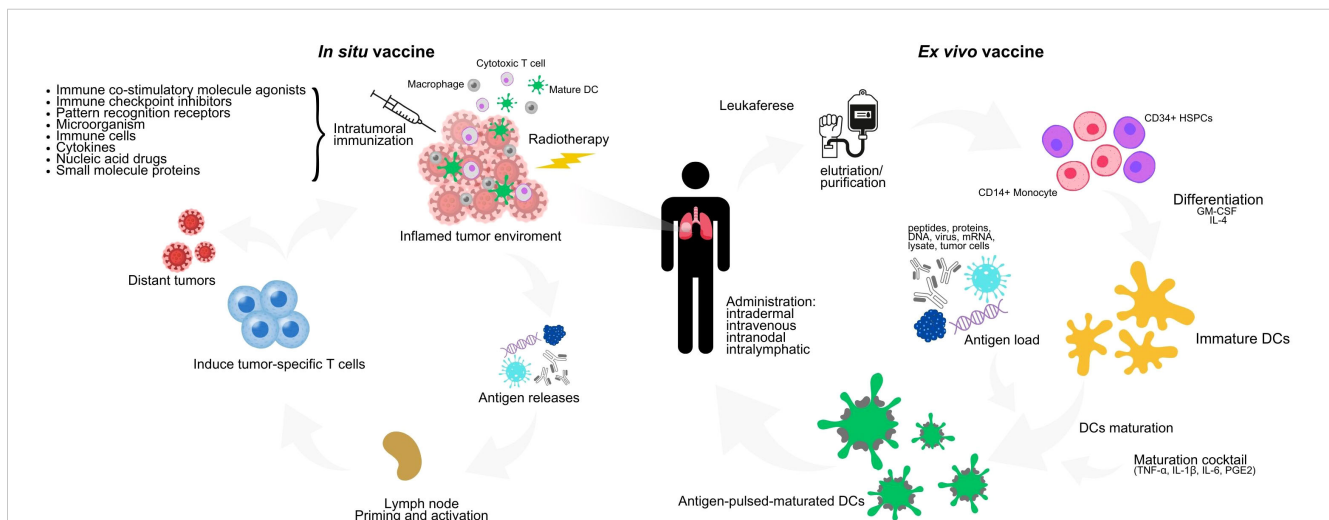 In situ vaccine
Immune co-stimulatory molecule agonists
Immune checkpoint inhibitors
Pattern recognition receptors
Microorganism
Immune cells
Cytokines
Nucleic acid drugs
Small molecule proteins
Intratumoral
immunization
Macrophage
Cytotoxic T cell
Mature DC
Radiotherapy
Inflamed tumor enviroment
Distant tumors
Induce tumor-specific T cells
Antigen releases
Lymph node
Priming and activation
Ex vivo vaccine
Leukaferese
elutriation/
purification
CD34+ HSPCs
CD14+ Monocyte
Differentiation
GM-CSF
IL-4
peptides, proteins,
DNA, virus, mRNA,
lysate, tumor cells
Antigen load
Immature DCs
Administration:
intradermal
intravenous
intranodal
intralymphatic
DCs maturation
Maturation cocktail
(TNF-α, IL-1β, IL-6, PGE2)
Antigen-pulsed-maturated DCs